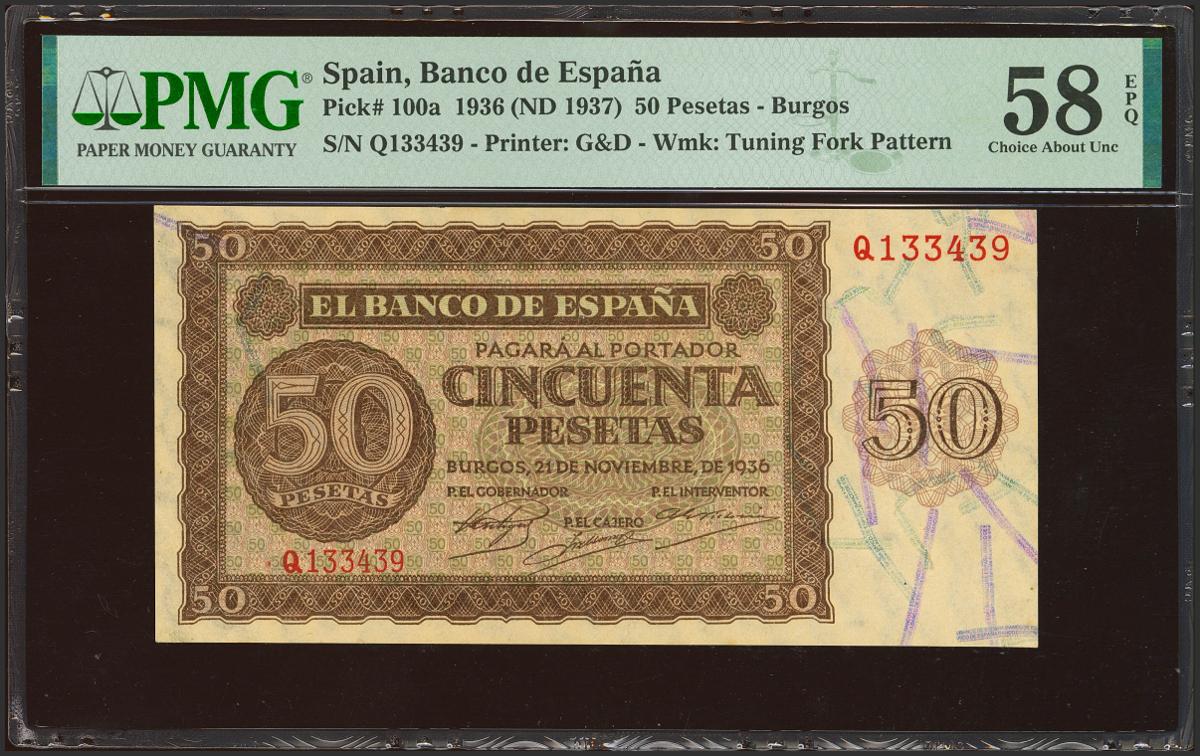 PMG®
PAPER MONEY GUARANTY
Spain, Banco de España
Pick# 100a 1936 (ND 1937) 50 Pesetas - Burgos
S/N Q133439 - Printer: G&D - Wmk: Tuning Fork Pattern
58
EPQ
Choice About Unc
50
50
Q133439
EL BANCO DE ESPAÑA
PAGARÁ AL PORTADOR
CINCUENTA
PESETAS
50
PESETAS
50
BURGOS, 21 DE NOVIEMBRE, DE 1936
P.EL GOBERNADOR
P.EL INTERVENTOR
P.EL CAJERO
Q133439
50
50